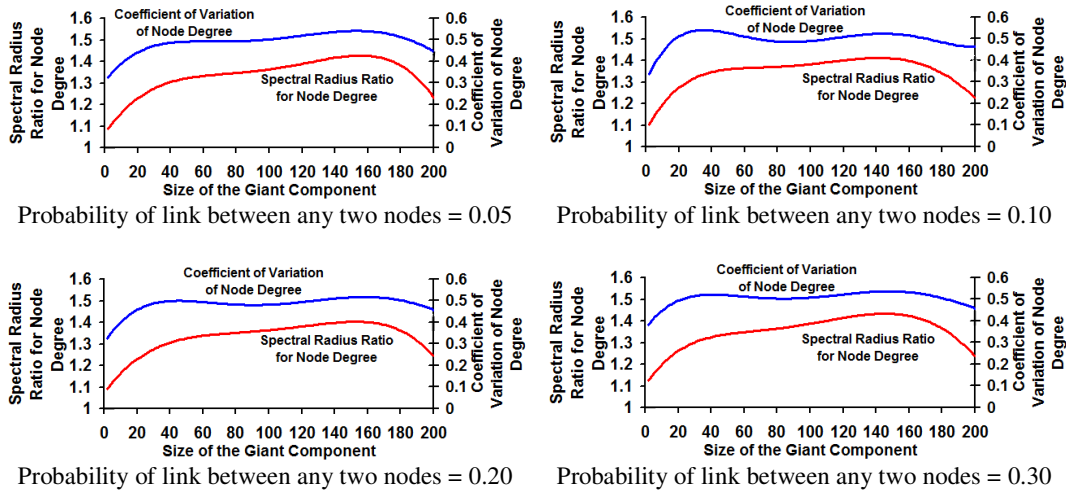 Coefficient of Variation
of Node Degree
Spectral Radius
Ratio for Node
Degree
1.6
1.5
1.4
1.3
1.2
1.1
1
0.6
0.5
0.4
0.3
0.2
0.1
0
Coefficient of
Variation of Node
Degree
Spectral Radius Ratio
for Node Degree
0 20 40 60 80 100 120 140 160 180 200
Size of the Giant Component
Probability of link between any two nodes = 0.05
Coefficient of Variation
of Node Degree
Spectral Radius
Ratio for Node
Degree
1.6
1.5
1.4
1.3
1.2
1.1
1
0.6
0.5
0.4
0.3
0.2
0.1
0
Coefficient of
Variation of Node
Degree
Spectral Radius Ratio
for Node Degree
0 20 40 60 80 100 120 140 160 180 200
Size of the Giant Component
Probability of link between any two nodes = 0.10
Coefficient of Variation
of Node Degree
Spectral Radius
Ratio for Node
Degree
1.6
1.5
1.4
1.3
1.2
1.1
1
0.6
0.5
0.4
0.3
0.2
0.1
0
Coefficient of
Variation of Node
Degree
Spectral Radius Ratio
for Node Degree
0 20 40 60 80 100 120 140 160 180 200
Size of the Giant Component
Probability of link between any two nodes = 0.20
Coefficient of Variation
of Node Degree
Spectral Radius
Ratio for Node
Degree
1.6
1.5
1.4
1.3
1.2
1.1
1
0.6
0.5
0.4
0.3
0.2
0.1
0
Coefficient of
Variation of Node
Degree
Spectral Radius Ratio
for Node Degree
0 20 40 60 80 100 120 140 160 180 200
Size of the Giant Component
Probability of link between any two nodes = 0.30